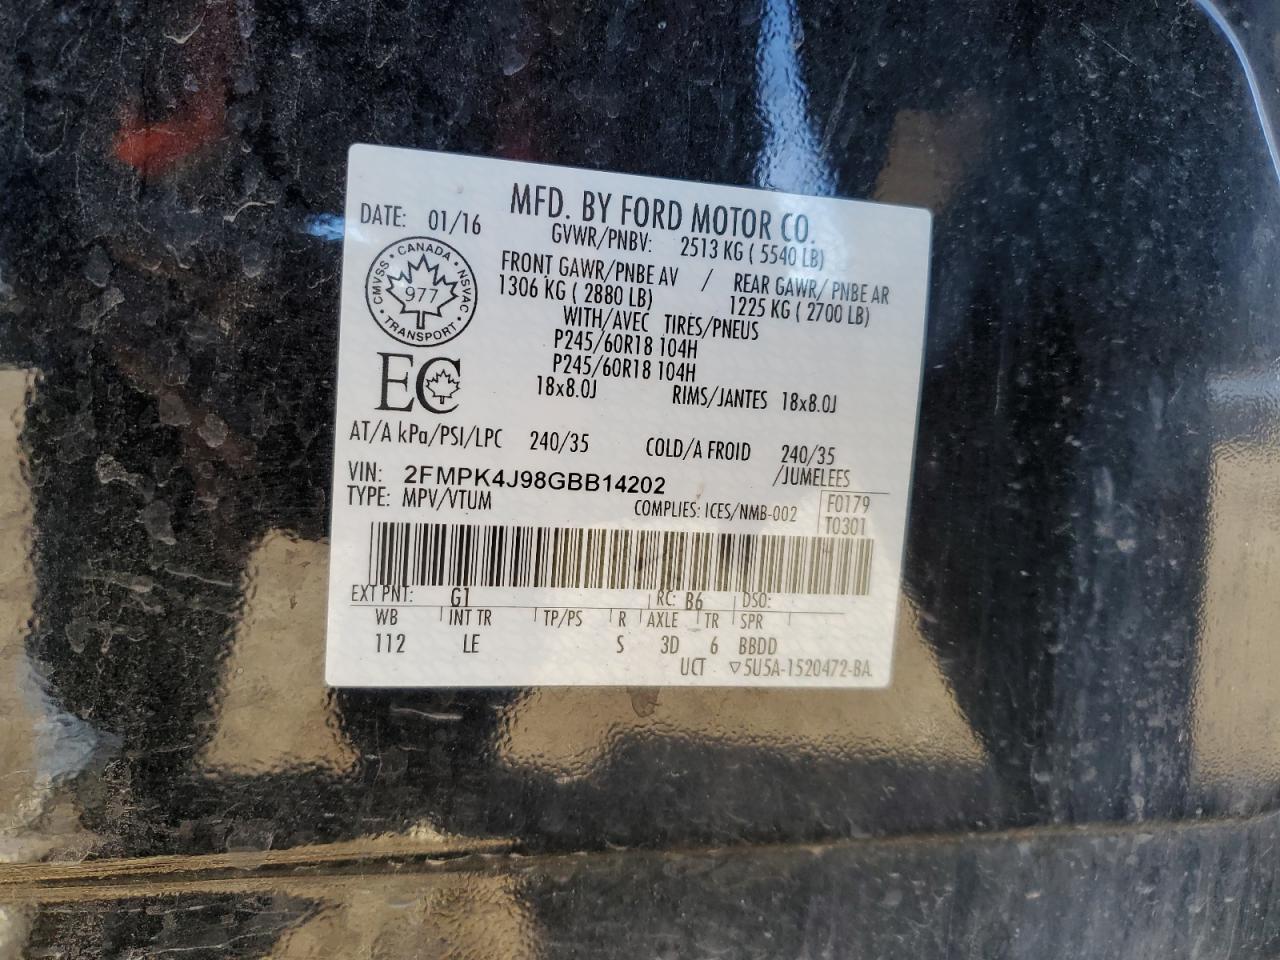 MFD. BY FORD MOTOR CO.
DATE: 01/16
GVWR/PNBV: 2513 KG ( 5540 LB)
FRONT GAWR/PNBE AV / REAR GAWR/PNBE AR
1306 KG ( 2880 LB) 1225 KG ( 2700 LB)
WITH/AVEC TIRES/PNEUS
P245/60R18 104H
P245/60R18 104H
18x8.0J RIMS/JANTES 18x8.0J
CMVSS • CANADA • NSVAC • TRANSPORT •
977
EC
AT/A kPa/PSI/LPC 240/35 COLD/A FROID 240/35
/JUMELEES
VIN: 2FMPK4J98GBB14202
TYPE: MPV/VTUM COMPLIES: ICES/NMB-002
F0179
T0301
EXT PNT: G1 RC: B6 DSO:
WB INT TR TP/PS R AXLE TR SPR
112 LE S 3D 6 BBDD
UCT ▽5U5A-1520472-BA